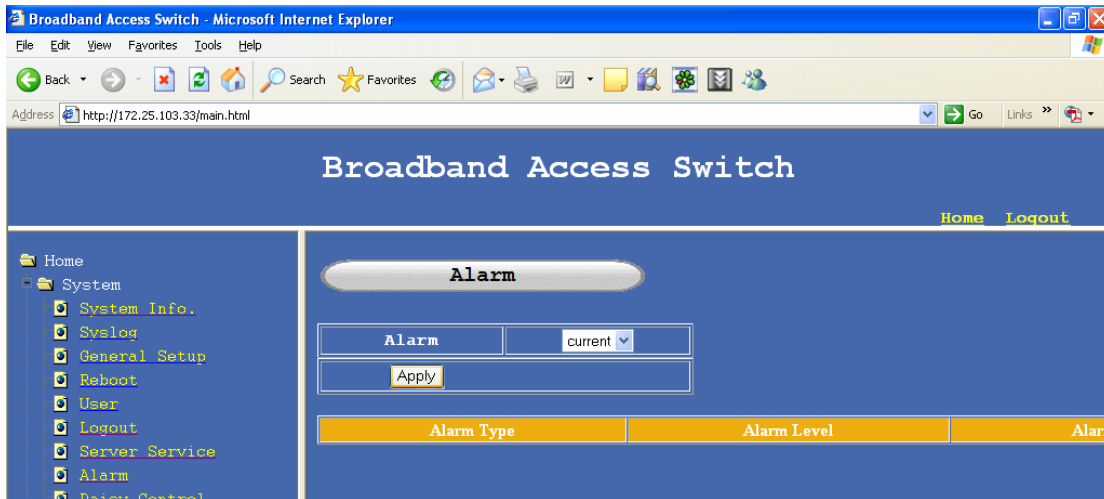 Broadband Access Switch - Microsoft Internet Explorer
File Edit View Favorites Tools Help
Back Search Favorites
Address http://172.25.103.33/main.html Go Links »
Broadband Access Switch
Home Logout
Home
System
System Info.
Syslog
General Setup
Reboot
User
Logout
Server Service
Alarm
Daisy Control
Alarm
Alarm current
Apply
Alarm Type Alarm Level